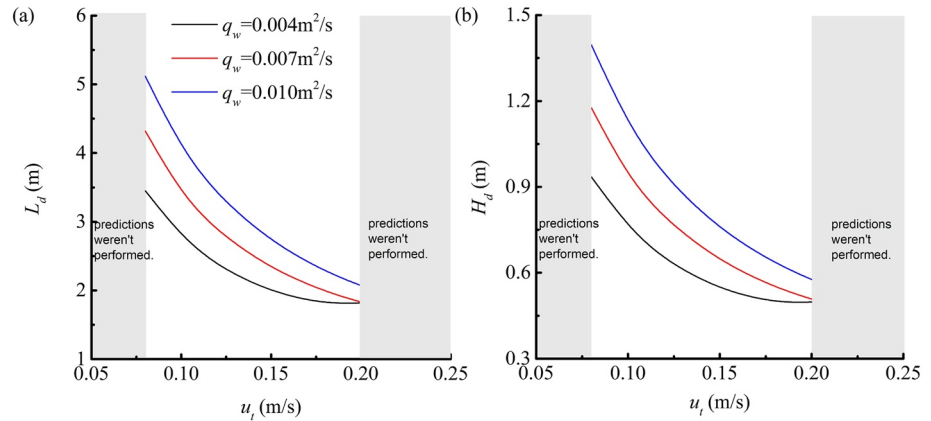 (a)
6
5
4
3
2
1
L_d (m)
q_w=0.004m²/s
q_w=0.007m²/s
q_w=0.010m²/s
predictions
weren't
performed.
predictions
weren't
performed.
0.05 0.10 0.15 0.20 0.25
u_t (m/s)
(b)
1.5
1.2
0.9
0.6
0.3
H_d (m)
predictions
weren't
performed.
predictions
weren't
performed.
0.05 0.10 0.15 0.20 0.25
u_t (m/s)